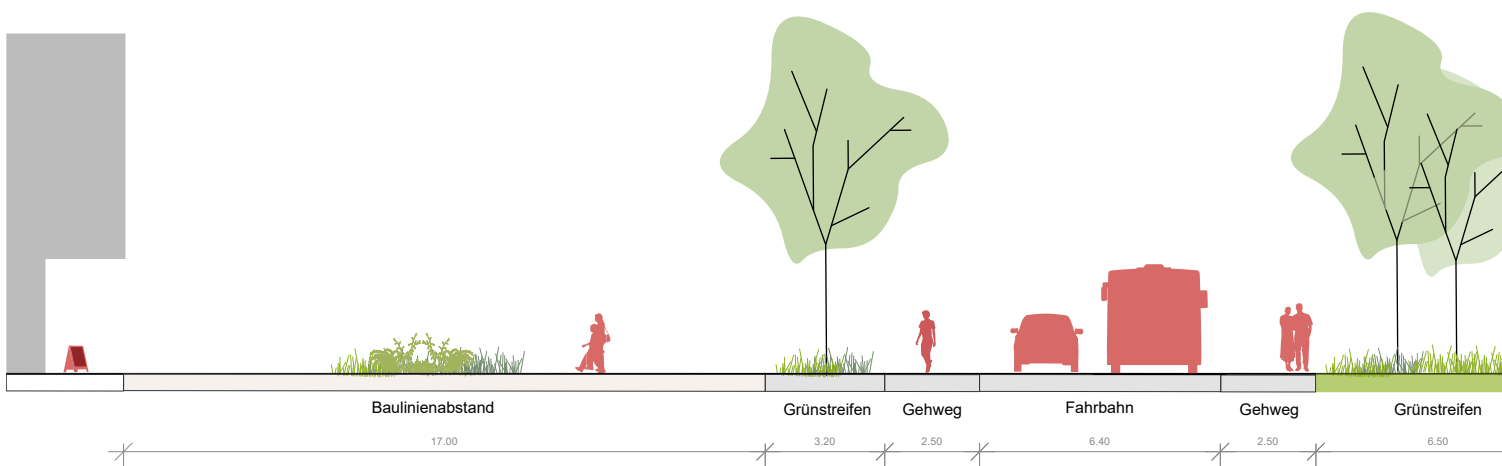 Baulinienabstand
Grünstreifen
Gehweg
Fahrbahn
Gehweg
Grünstreifen
17.00
3.20
2.50
6.40
2.50
6.50